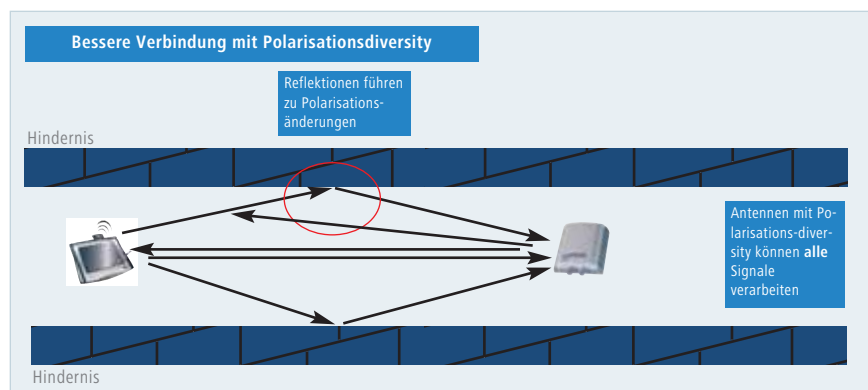 Bessere Verbindung mit Polarisationsdiversity
Reflektionen führen
zu Polarisations-
änderungen
Hindernis
Antennen mit Po-
larisations-diver-
sity können alle
Signale
verarbeiten
Hindernis